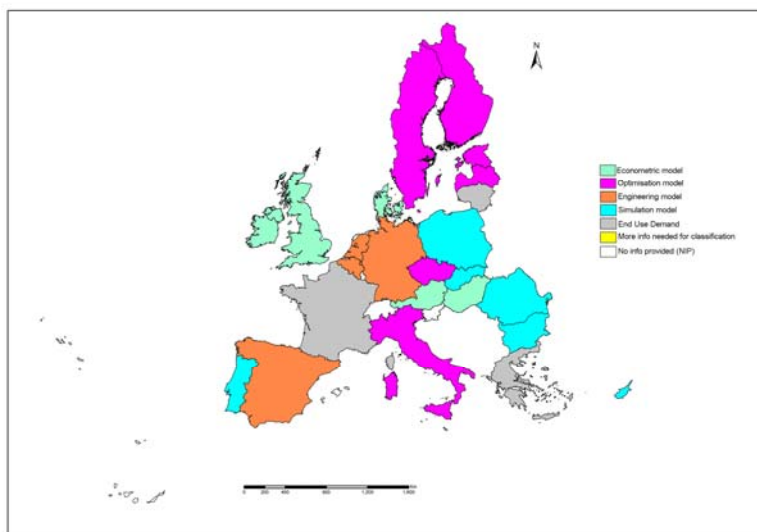 N
Econometric model
Optimisation model
Engineering model
Simulation model
End Use Demand
More info needed for classification
No info provided (NIP)
0 200 400 800 1,200 1,600